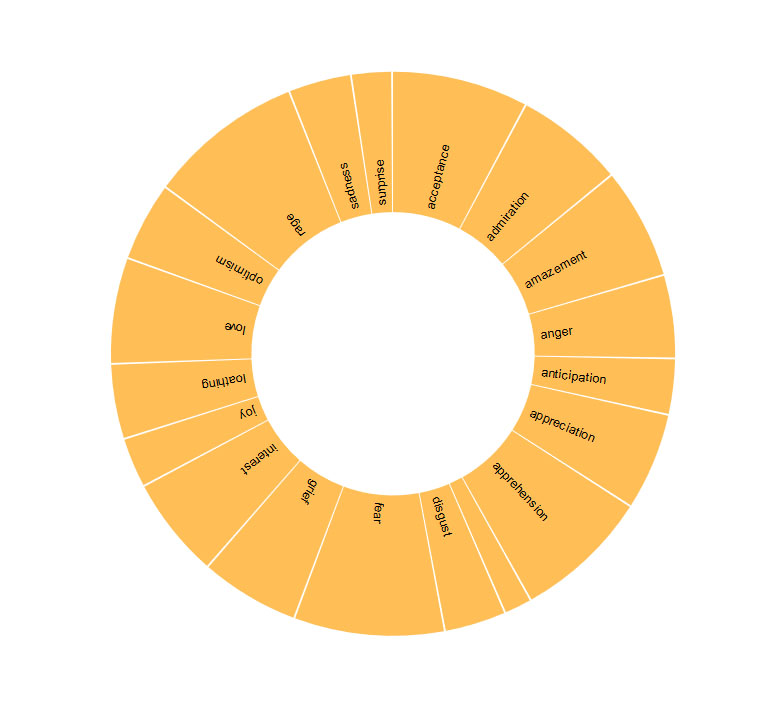 acceptance
admiration
amazement
anger
anticipation
appreciation
apprehension
disgust
fear
grief
interest
joy
loathing
love
optimism
rage
sadness
surprise